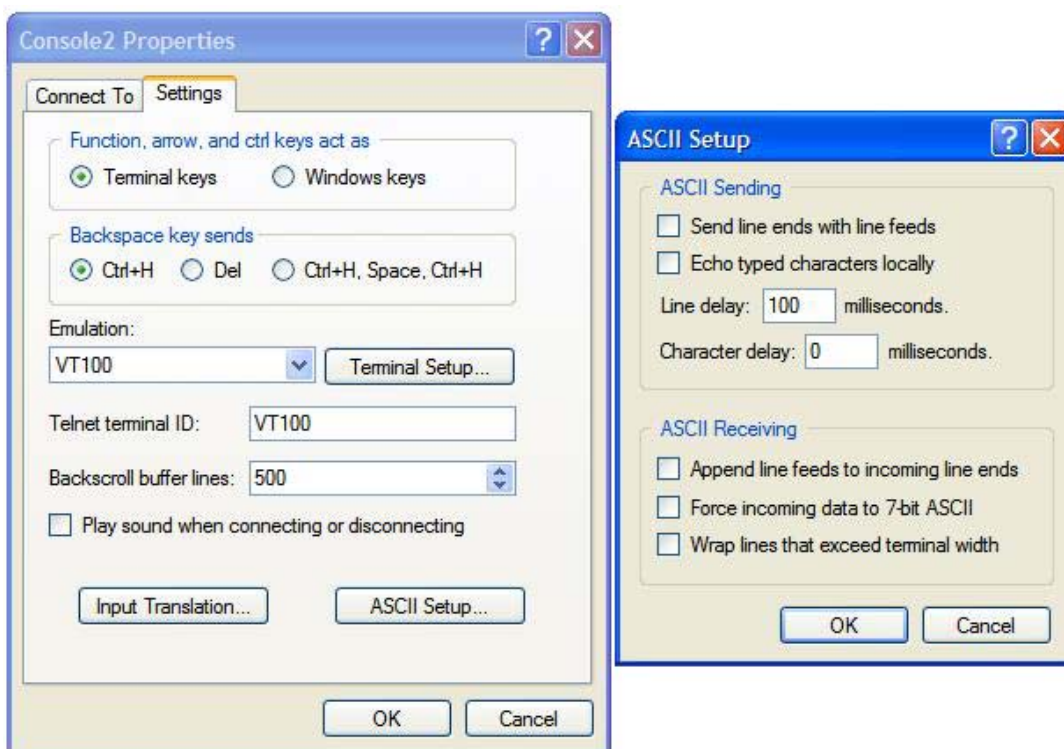 Console2 Properties
Connect To
Settings
Function, arrow, and ctrl keys act as
Terminal keys
Windows keys
Backspace key sends
Ctrl+H
Del
Ctrl+H, Space, Ctrl+H
Emulation:
VT100
Terminal Setup...
Telnet terminal ID:
VT100
Backscroll buffer lines:
500
Play sound when connecting or disconnecting
Input Translation...
ASCII Setup...
OK
Cancel
ASCII Setup
ASCII Sending
Send line ends with line feeds
Echo typed characters locally
Line delay: 100 milliseconds.
Character delay: 0 milliseconds.
ASCII Receiving
Append line feeds to incoming line ends
Force incoming data to 7-bit ASCII
Wrap lines that exceed terminal width
OK
Cancel